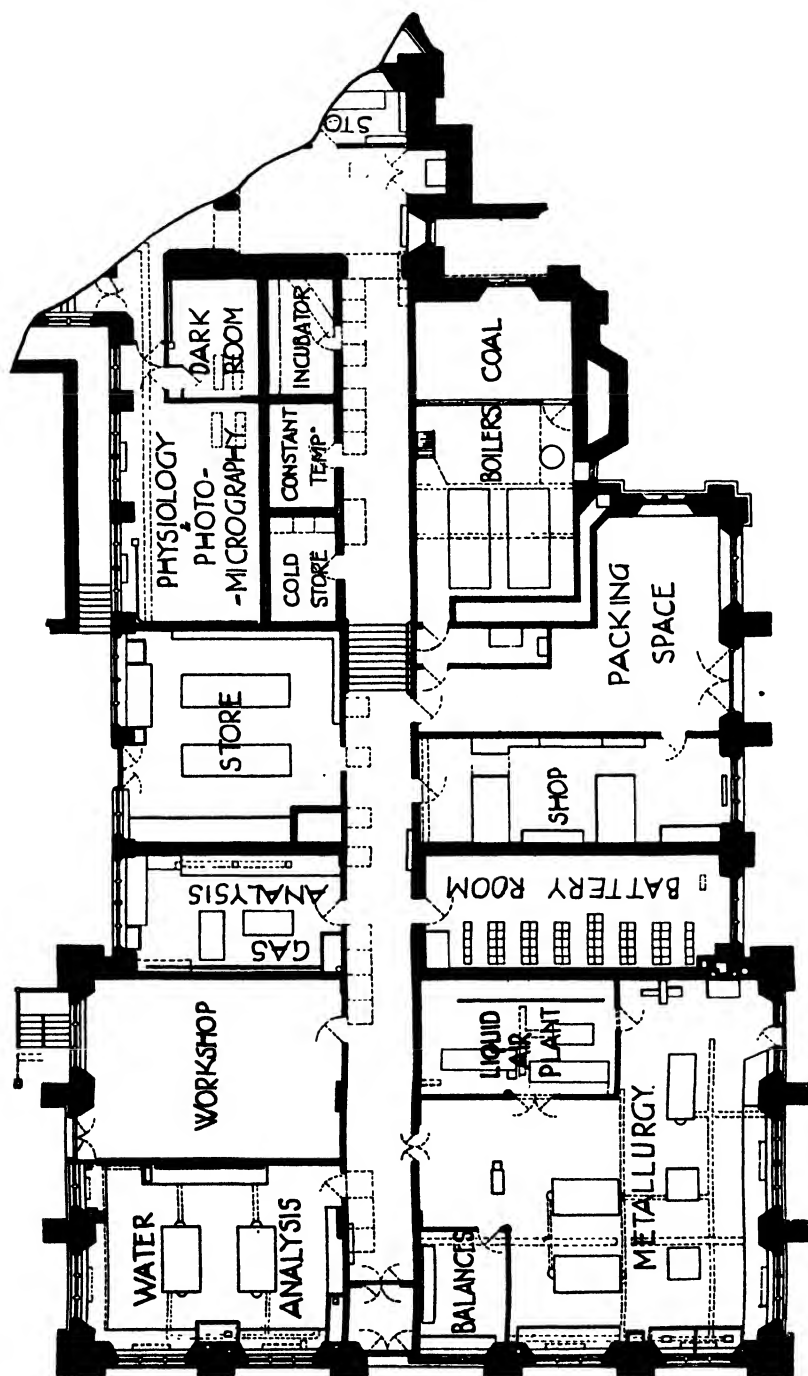 STO
DARK
ROOM
INCUBATOR
COAL
PHYSIOLOGY
&
PHOTO-
-MICROGRAPHY
CONSTANT
TEMP.
BOILERS
COLD
STORE
PACKING
SPACE
STORE
SHOP
GAS
ANALYSIS
BATTERY ROOM
WORKSHOP
LIQUID
AIR
PLANT
METALLURGY.
WATER
ANALYSIS
BALANCES